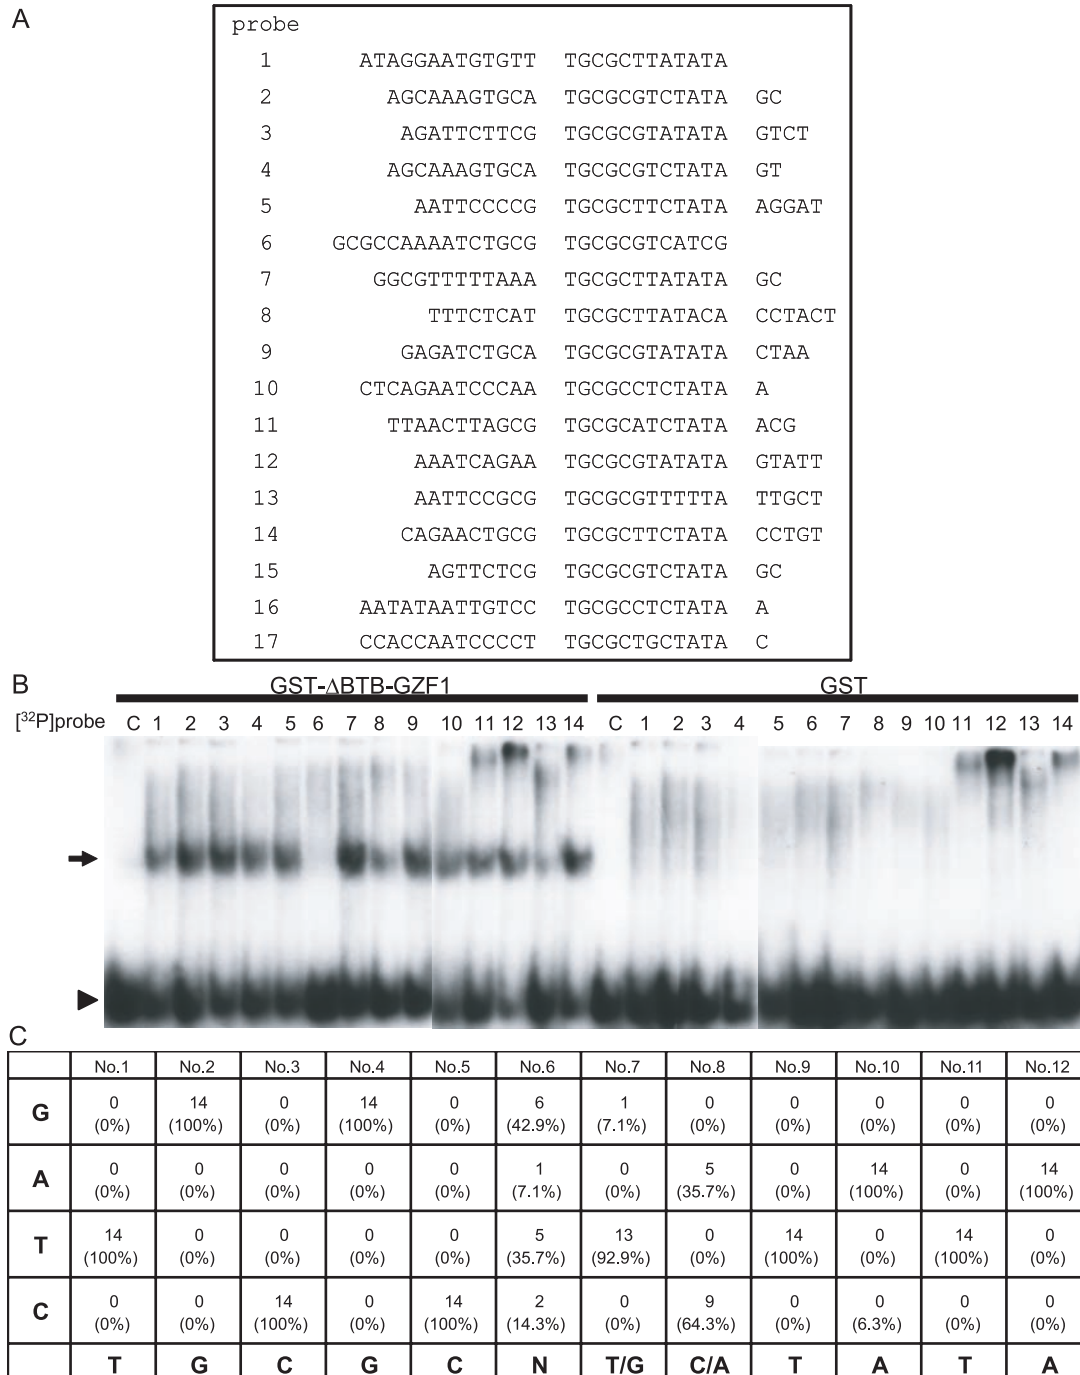 A
probe
1 ATAGGAATGTGTT TGCGCTTATATA
2 AGCAAAGTGCA TGCGCGTCTATA GC
3 AGATTCTTCG TGCGCGTATATA GTCT
4 AGCAAAGTGCA TGCGCGTCTATA GT
5 AATTCCCCG TGCGCTTCTATA AGGAT
6 GCGCCAAAATCTGCG TGCGCGTCATCG
7 GGCGTTTTTAAA TGCGCTTATATA GC
8 TTTCTCAT TGCGCTTATACA CCTACT
9 GAGATCTGCA TGCGCGTATATA CTAA
10 CTCAGAATCCCAA TGCGCCTCTATA A
11 TTAACTTAGCG TGCGCATCTATA ACG
12 AAATCAGAA TGCGCGTATATA GTATT
13 AATTCCGCG TGCGCGTTTTTA TTGCT
14 CAGAACTGCG TGCGCTTCTATA CCTGT
15 AGTTCTCG TGCGCGTCTATA GC
16 AATATAATTGTCC TGCGCCTCTATA A
17 CCACCAATCCCCT TGCGCTGCTATA C
B
GST-ΔBTB-GZF1 GST
[³²P]probe C 1 2 3 4 5 6 7 8 9 10 11 12 13 14 C 1 2 3 4 5 6 7 8 9 10 11 12 13 14
C
No.1 No.2 No.3 No.4 No.5 No.6 No.7 No.8 No.9 No.10 No.11 No.12
G 0 14 0 14 0 6 1 0 0 0 0 0
(0%) (100%) (0%) (100%) (0%) (42.9%) (7.1%) (0%) (0%) (0%) (0%) (0%)
A 0 0 0 0 0 1 0 5 0 14 0 14
(0%) (0%) (0%) (0%) (0%) (7.1%) (0%) (35.7%) (0%) (100%) (0%) (100%)
T 14 0 0 0 0 5 13 0 14 0 14 0
(100%) (0%) (0%) (0%) (0%) (35.7%) (92.9%) (0%) (100%) (0%) (100%) (0%)
C 0 0 14 0 14 2 0 9 0 0 0 0
(0%) (0%) (100%) (0%) (100%) (14.3%) (0%) (64.3%) (0%) (6.3%) (0%) (0%)
T G C G C N T/G C/A T A T A